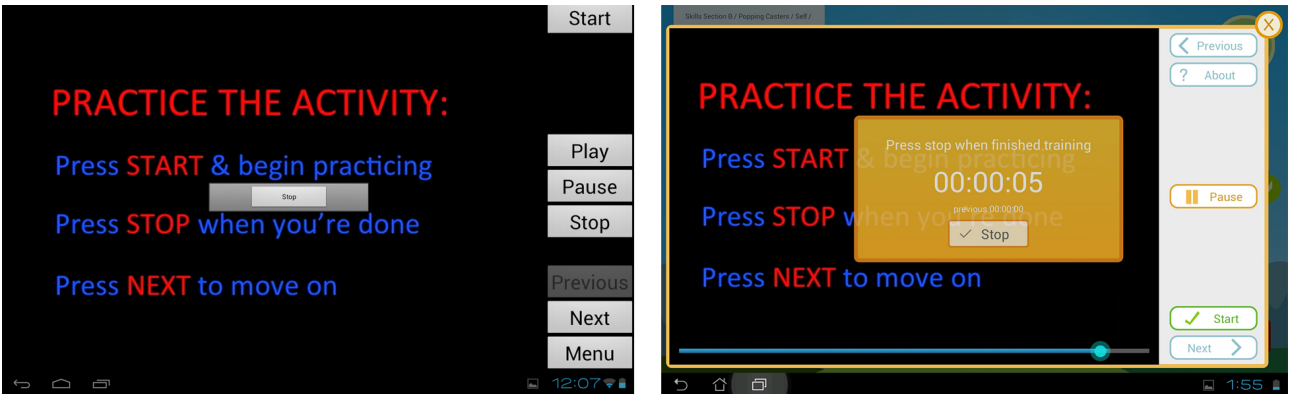 Start
PRACTICE THE ACTIVITY:
Press START & begin practicing
Stop
Press STOP when you're done
Press NEXT to move on
Play
Pause
Stop
Previous
Next
Menu
12:07
Skills Section B / Popping Casters / Self /
X
Previous
? About
PRACTICE THE ACTIVITY:
Press START & begin practicing
Press stop when finished training
00:00:05
previous 00:00:00
Stop
Press STOP when you're done
Press NEXT to move on
Pause
Start
Next
1:55